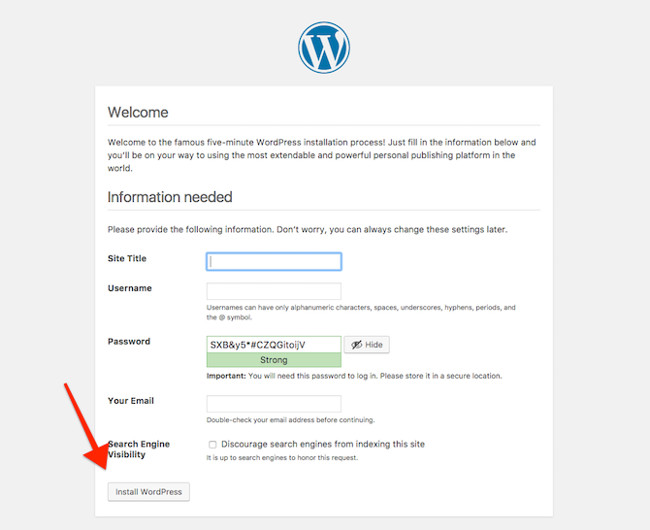 Welcome
Welcome to the famous five-minute WordPress installation process! Just fill in the information below and
you'll be on your way to using the most extendable and powerful personal publishing platform in the
world.
Information needed
Please provide the following information. Don't worry, you can always change these settings later.
Site Title
Username
Usernames can have only alphanumeric characters, spaces, underscores, hyphens, periods, and
the @ symbol.
Password
SXB&y5*#CZQGitoijV
Hide
Strong
Important: You will need this password to log in. Please store it in a secure location.
Your Email
Double-check your email address before continuing.
Search Engine
Visibility
Discourage search engines from indexing this site
It is up to search engines to honor this request.
Install WordPress